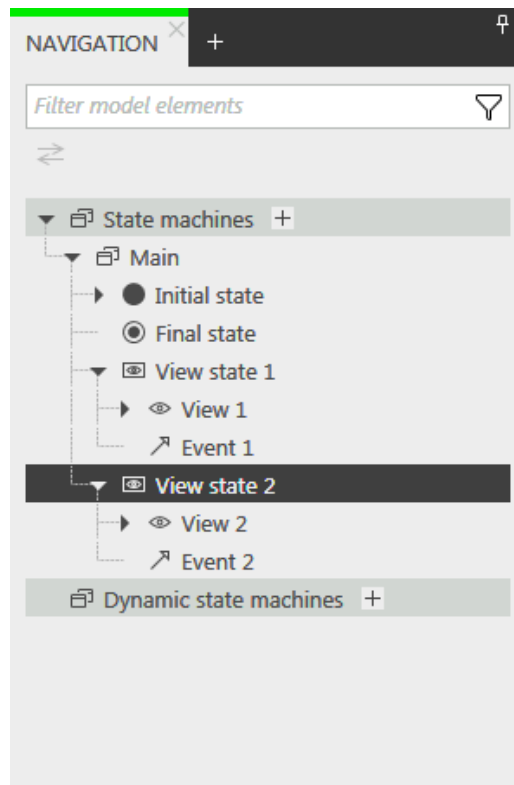 NAVIGATION
Filter model elements
State machines
Main
Initial state
Final state
View state 1
View 1
Event 1
View state 2
View 2
Event 2
Dynamic state machines